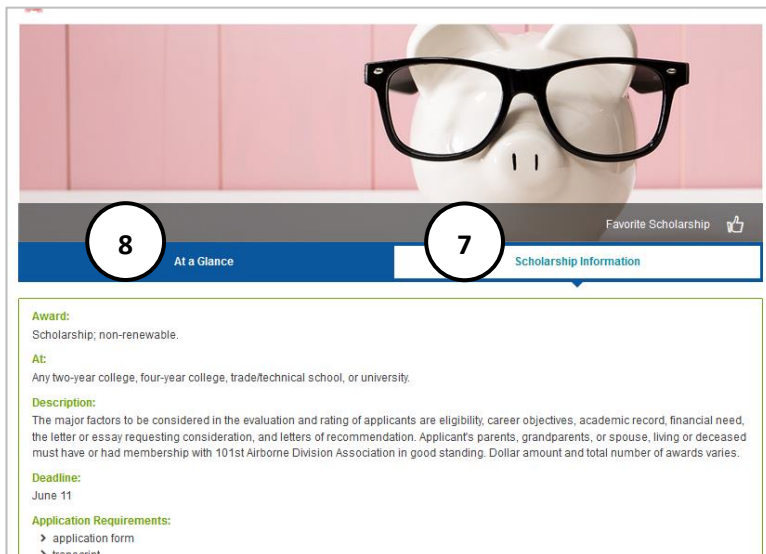 Favorite Scholarship
8
At a Glance
7
Scholarship Information
Award:
Scholarship; non-renewable.
At:
Any two-year college, four-year college, trade/technical school, or university.
Description:
The major factors to be considered in the evaluation and rating of applicants are eligibility, career objectives, academic record, financial need,
the letter or essay requesting consideration, and letters of recommendation. Applicant's parents, grandparents, or spouse, living or deceased
must have or had membership with 101st Airborne Division Association in good standing. Dollar amount and total number of awards varies.
Deadline:
June 11
Application Requirements:
> application form
> transcript